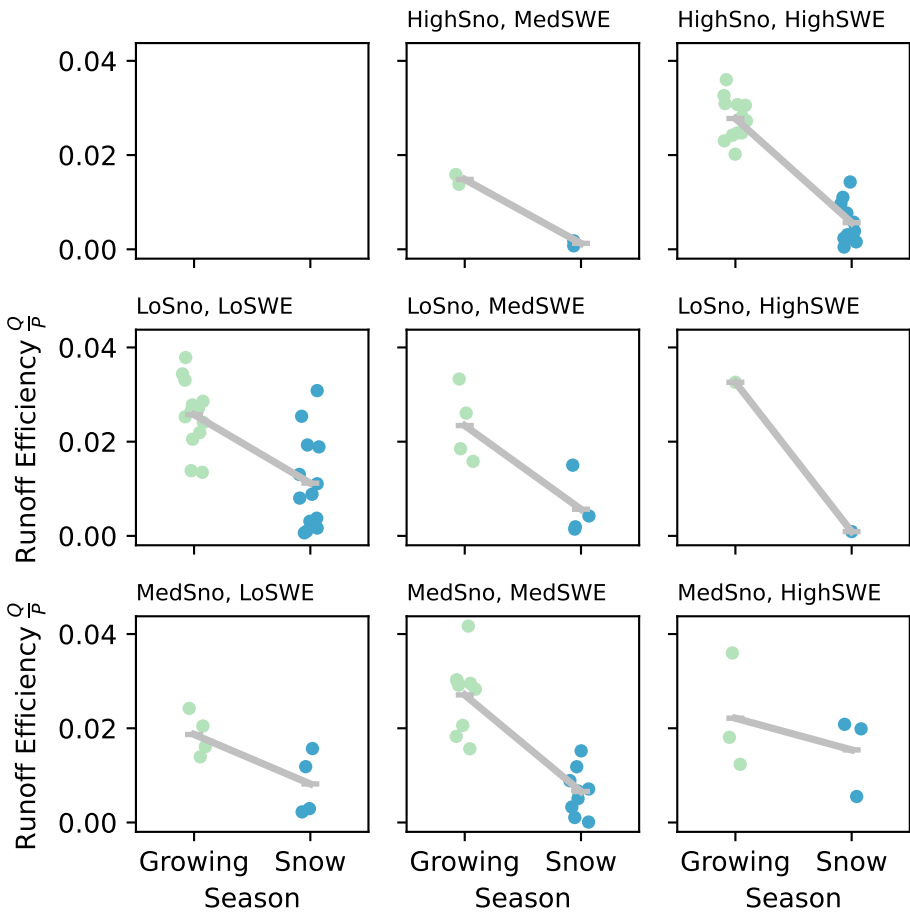 HighSno, MedSWE
HighSno, HighSWE
0.04
0.02
0.00
LoSno, LoSWE
LoSno, MedSWE
LoSno, HighSWE
Runoff Efficiency Q/P
0.04
0.02
0.00
MedSno, LoSWE
MedSno, MedSWE
MedSno, HighSWE
Runoff Efficiency Q/P
0.04
0.02
0.00
Growing Snow
Growing Snow
Growing Snow
Season
Season
Season